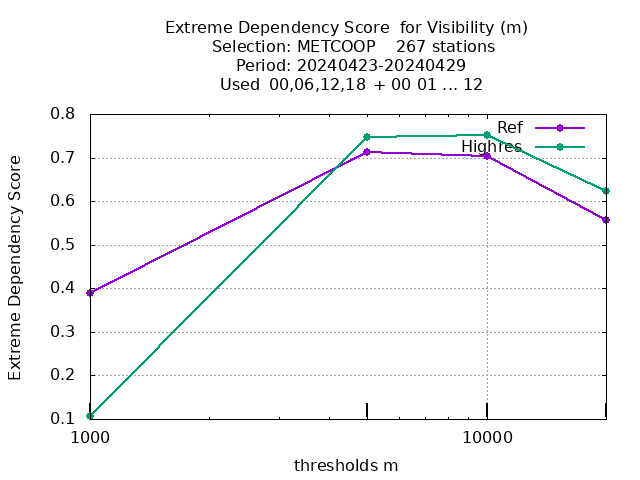 Extreme Dependency Score  for Visibility (m)
Selection: METCOOP    267 stations
Period: 20240423-20240429
Used  00,06,12,18 + 00 01 ... 12
Ref
Highres
0.8
0.7
0.6
0.5
0.4
0.3
0.2
0.1
Extreme Dependency Score
1000
10000
thresholds m